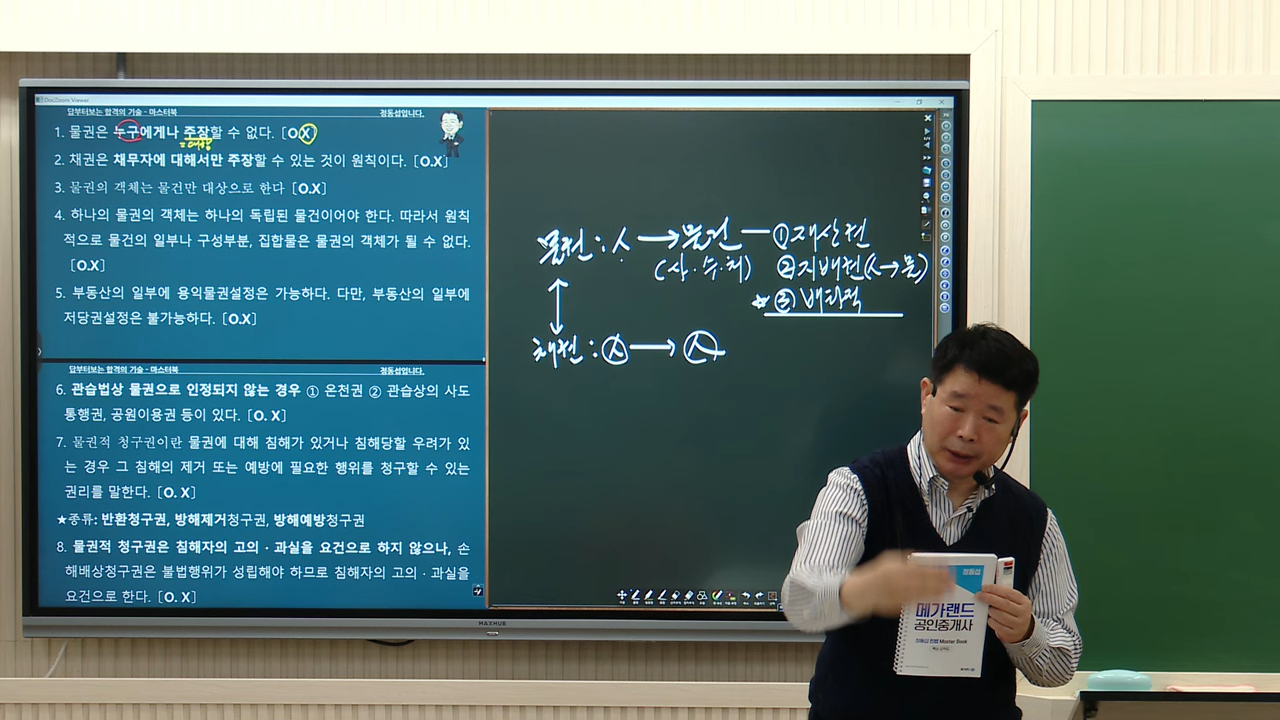 DocZoom Viewer
답부터보는 합격의 기술 - 마스터북
정동섭입니다.
1. 물권은 누구에게나 주장할 수 없다. [O.X]
=대항
2. 채권은 채무자에 대해서만 주장할 수 있는 것이 원칙이다. [O.X]
3. 물권의 객체는 물건만 대상으로 한다 [O.X]
4. 하나의 물권의 객체는 하나의 독립된 물건이어야 한다. 따라서 원칙
적으로 물건의 일부나 구성부분, 집합물은 물권의 객체가 될 수 없다.
[O.X]
5. 부동산의 일부에 용익물권설정은 가능하다. 다만, 부동산의 일부에
저당권설정은 불가능하다. [O.X]
답부터보는 합격의 기술 - 마스터북
정동섭입니다.
6. 관습법상 물권으로 인정되지 않는 경우 ① 온천권 ② 관습상의 사도
통행권, 공원이용권 등이 있다. [O. X]
7. 물권적 청구권이란 물권에 대해 침해가 있거나 침해당할 우려가 있
는 경우 그 침해의 제거 또는 예방에 필요한 행위를 청구할 수 있는
권리를 말한다. [O. X]
★종류: 반환청구권, 방해제거청구권, 방해예방청구권
8. 물권적 청구권은 침해자의 고의 · 과실을 요건으로 하지 않으나, 손
해배상청구권은 불법행위가 성립해야 하므로 침해자의 고의 · 과실을
요건으로 한다. [O. X]
물권 : 人 → 물건 — ① 재산권
(사·수·처) ② 지배권(人→물)
☆ ③ 배타적
↕
채권 : 人 → 人
MAXHUB
정동섭
메가랜드
공인중개사
정동섭 민법 Master Book